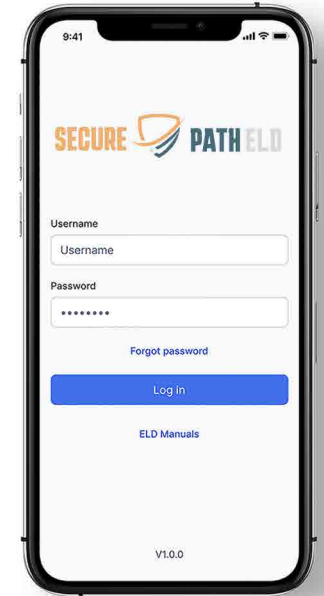 9:41
SECURE PATH ELD
Username
Username
Password
Forgot password
Log in
ELD Manuals
V1.0.0